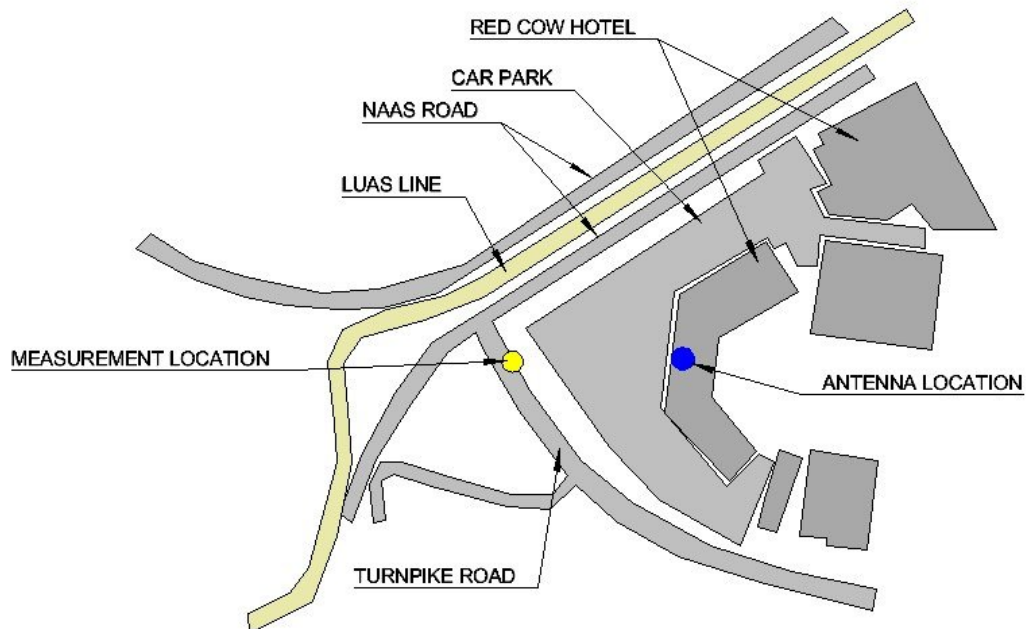 RED COW HOTEL
CAR PARK
NAAS ROAD
LUAS LINE
MEASUREMENT LOCATION
ANTENNA LOCATION
TURNPIKE ROAD